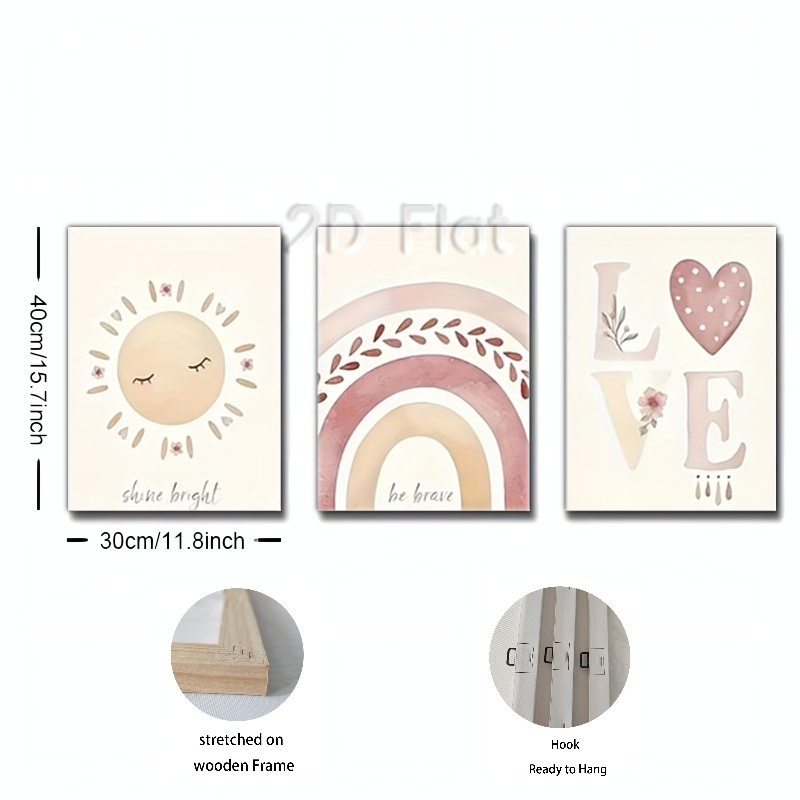 2D Flat
40cm/15.7inch
shine bright
be brave
LOVE
30cm/11.8inch
stretched on
wooden Frame
Hook
Ready to Hang